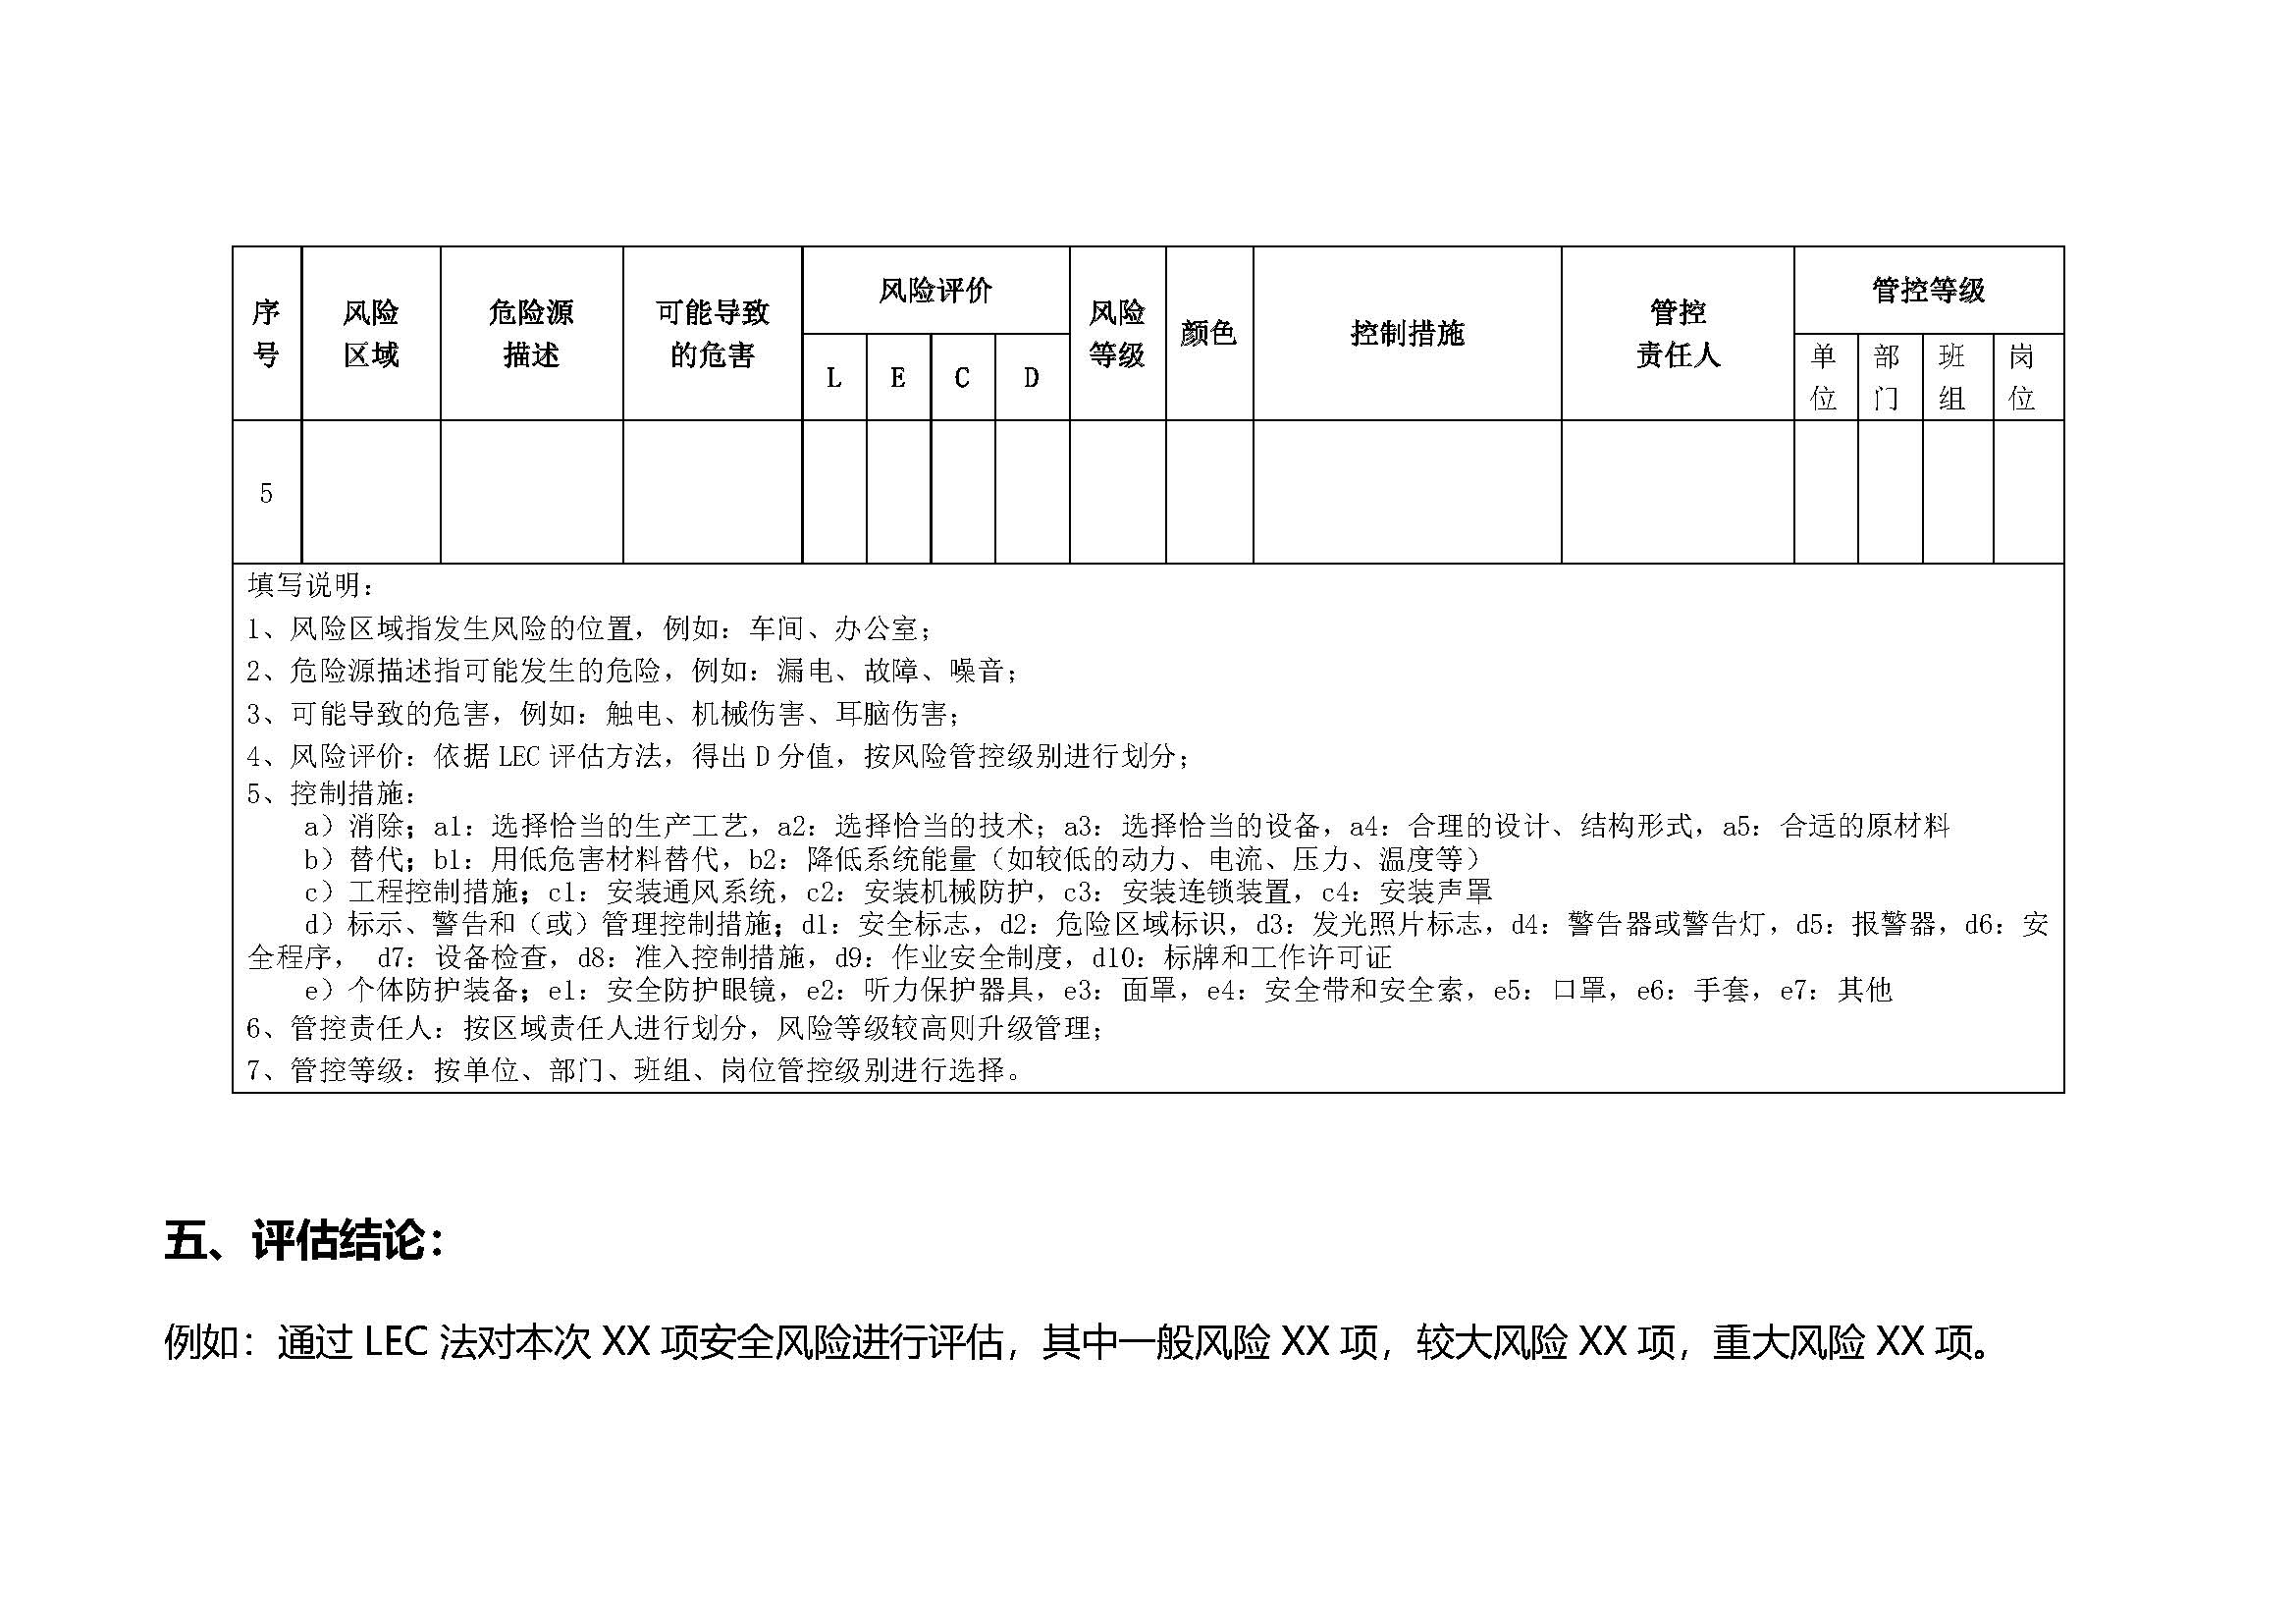 序号 风险区域 危险源描述 可能导致的危害 风险评价 风险等级 颜色 控制措施 管控责任人 管控等级
L E C D 单位 部门 班组 岗位
5
填写说明：
1、风险区域指发生风险的位置，例如：车间、办公室；
2、危险源描述指可能发生的危险，例如：漏电、故障、噪音；
3、可能导致的危害，例如：触电、机械伤害、耳脑伤害；
4、风险评价：依据 LEC 评估方法，得出 D 分值，按风险管控级别进行划分；
5、控制措施：
a）消除；a1：选择恰当的生产工艺，a2：选择恰当的技术；a3：选择恰当的设备，a4：合理的设计、结构形式，a5：合适的原材料
b）替代；b1：用低危害材料替代，b2：降低系统能量（如较低的动力、电流、压力、温度等）
c）工程控制措施；c1：安装通风系统，c2：安装机械防护，c3：安装连锁装置，c4：安装声罩
d）标示、警告和（或）管理控制措施；d1：安全标志，d2：危险区域标识，d3：发光照片标志，d4：警告器或警告灯，d5：报警器，d6：安
全程序， d7：设备检查，d8：准入控制措施，d9：作业安全制度，d10：标牌和工作许可证
e）个体防护装备；e1：安全防护眼镜，e2：听力保护器具，e3：面罩，e4：安全带和安全索，e5：口罩，e6：手套，e7：其他
6、管控责任人：按区域责任人进行划分，风险等级较高则升级管理；
7、管控等级：按单位、部门、班组、岗位管控级别进行选择。
五、评估结论：
例如：通过 LEC 法对本次 XX 项安全风险进行评估，其中一般风险 XX 项，较大风险 XX 项，重大风险 XX 项。